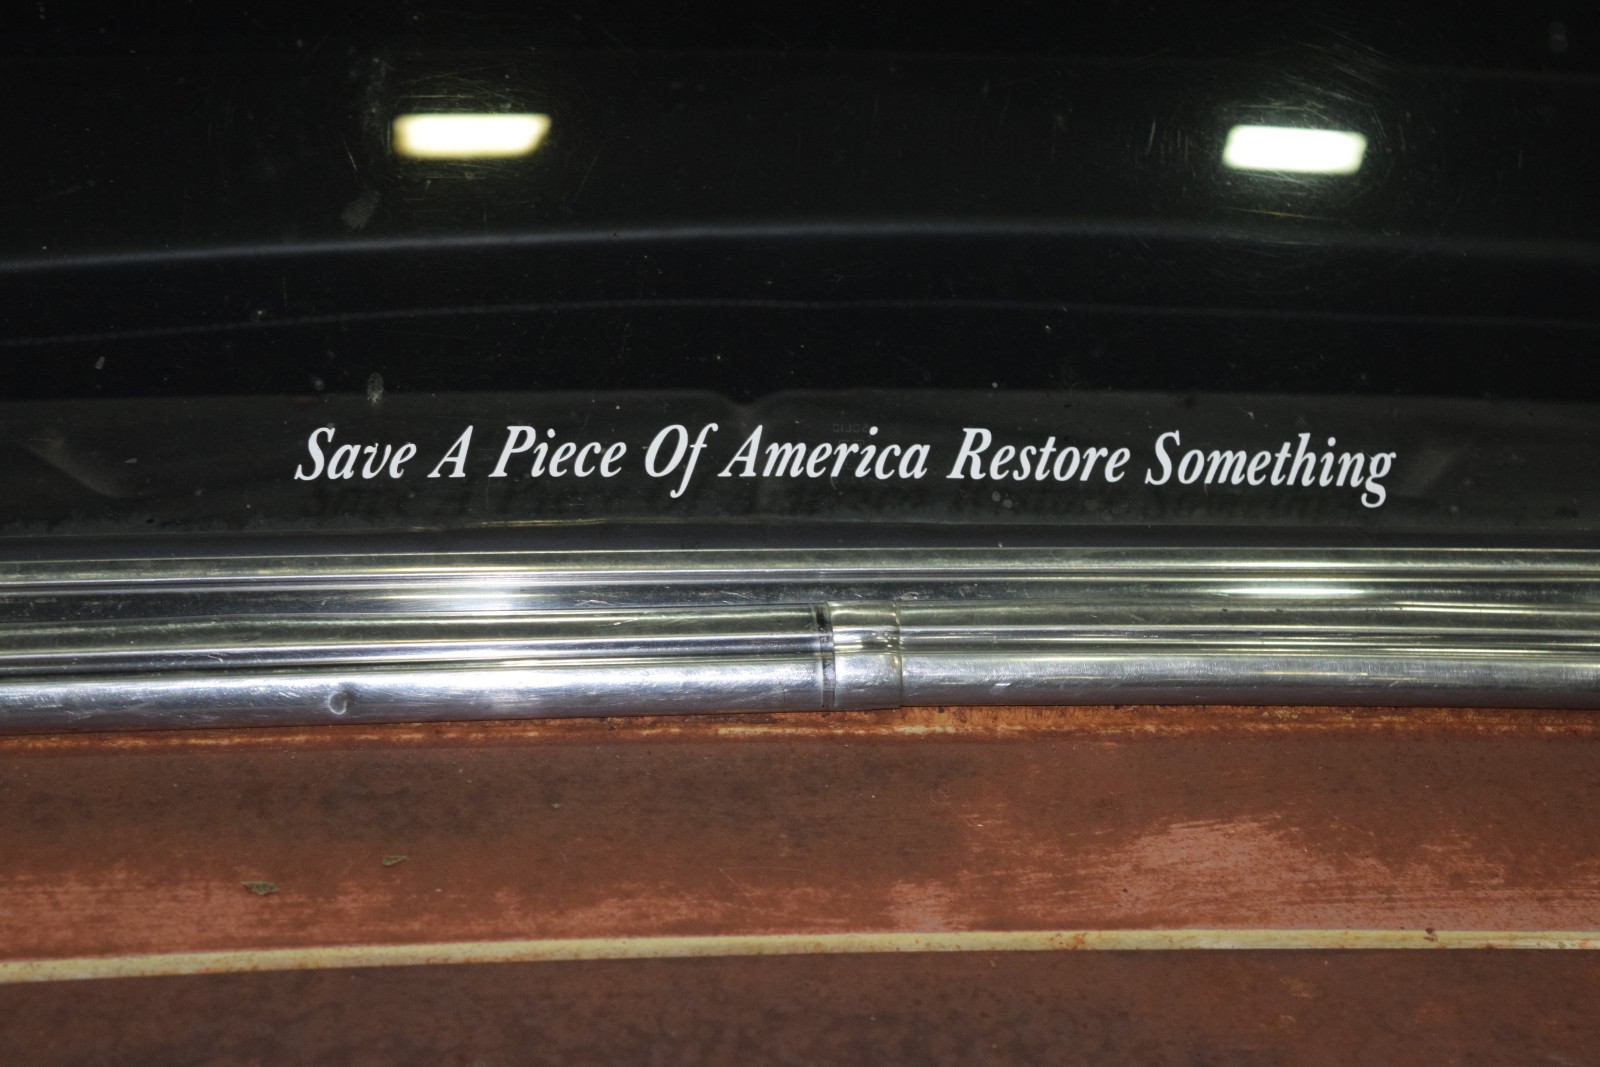 Save A Piece Of America Restore Something